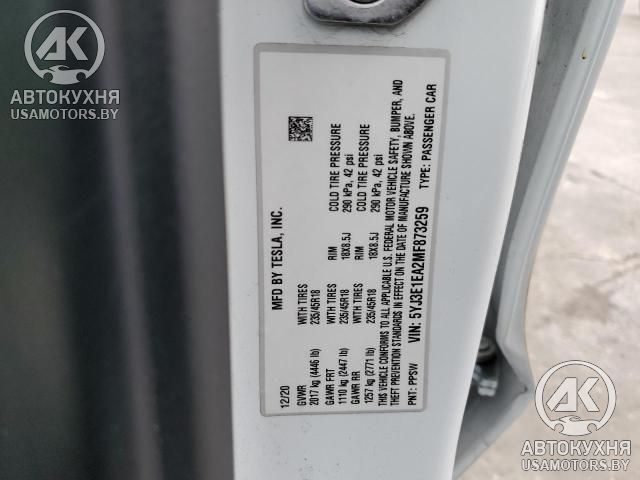 AK
АВТОКУХНЯ
USAMOTORS.BY
12/20 MFD BY TESLA, INC.
GVWR
2017 kg (4446 lb) WITH TIRES RIM COLD TIRE PRESSURE
GAWR FRT 235/45R18 18X8.5J 290 kPa, 42 psi
1110 kg (2447 lb) WITH TIRES RIM COLD TIRE PRESSURE
GAWR RR 235/45R18 18X8.5J 290 kPa, 42 psi
1257 kg (2771 lb)
THIS VEHICLE CONFORMS TO ALL APPLICABLE U.S. FEDERAL MOTOR VEHICLE SAFETY, BUMPER, AND
THEFT PREVENTION STANDARDS IN EFFECT ON THE DATE OF MANUFACTURE SHOWN ABOVE.
VIN: 5YJ3E1EA2MF873259
PNT: PPSW TYPE: PASSENGER CAR
AK
АВТОКУХНЯ
USAMOTORS.BY